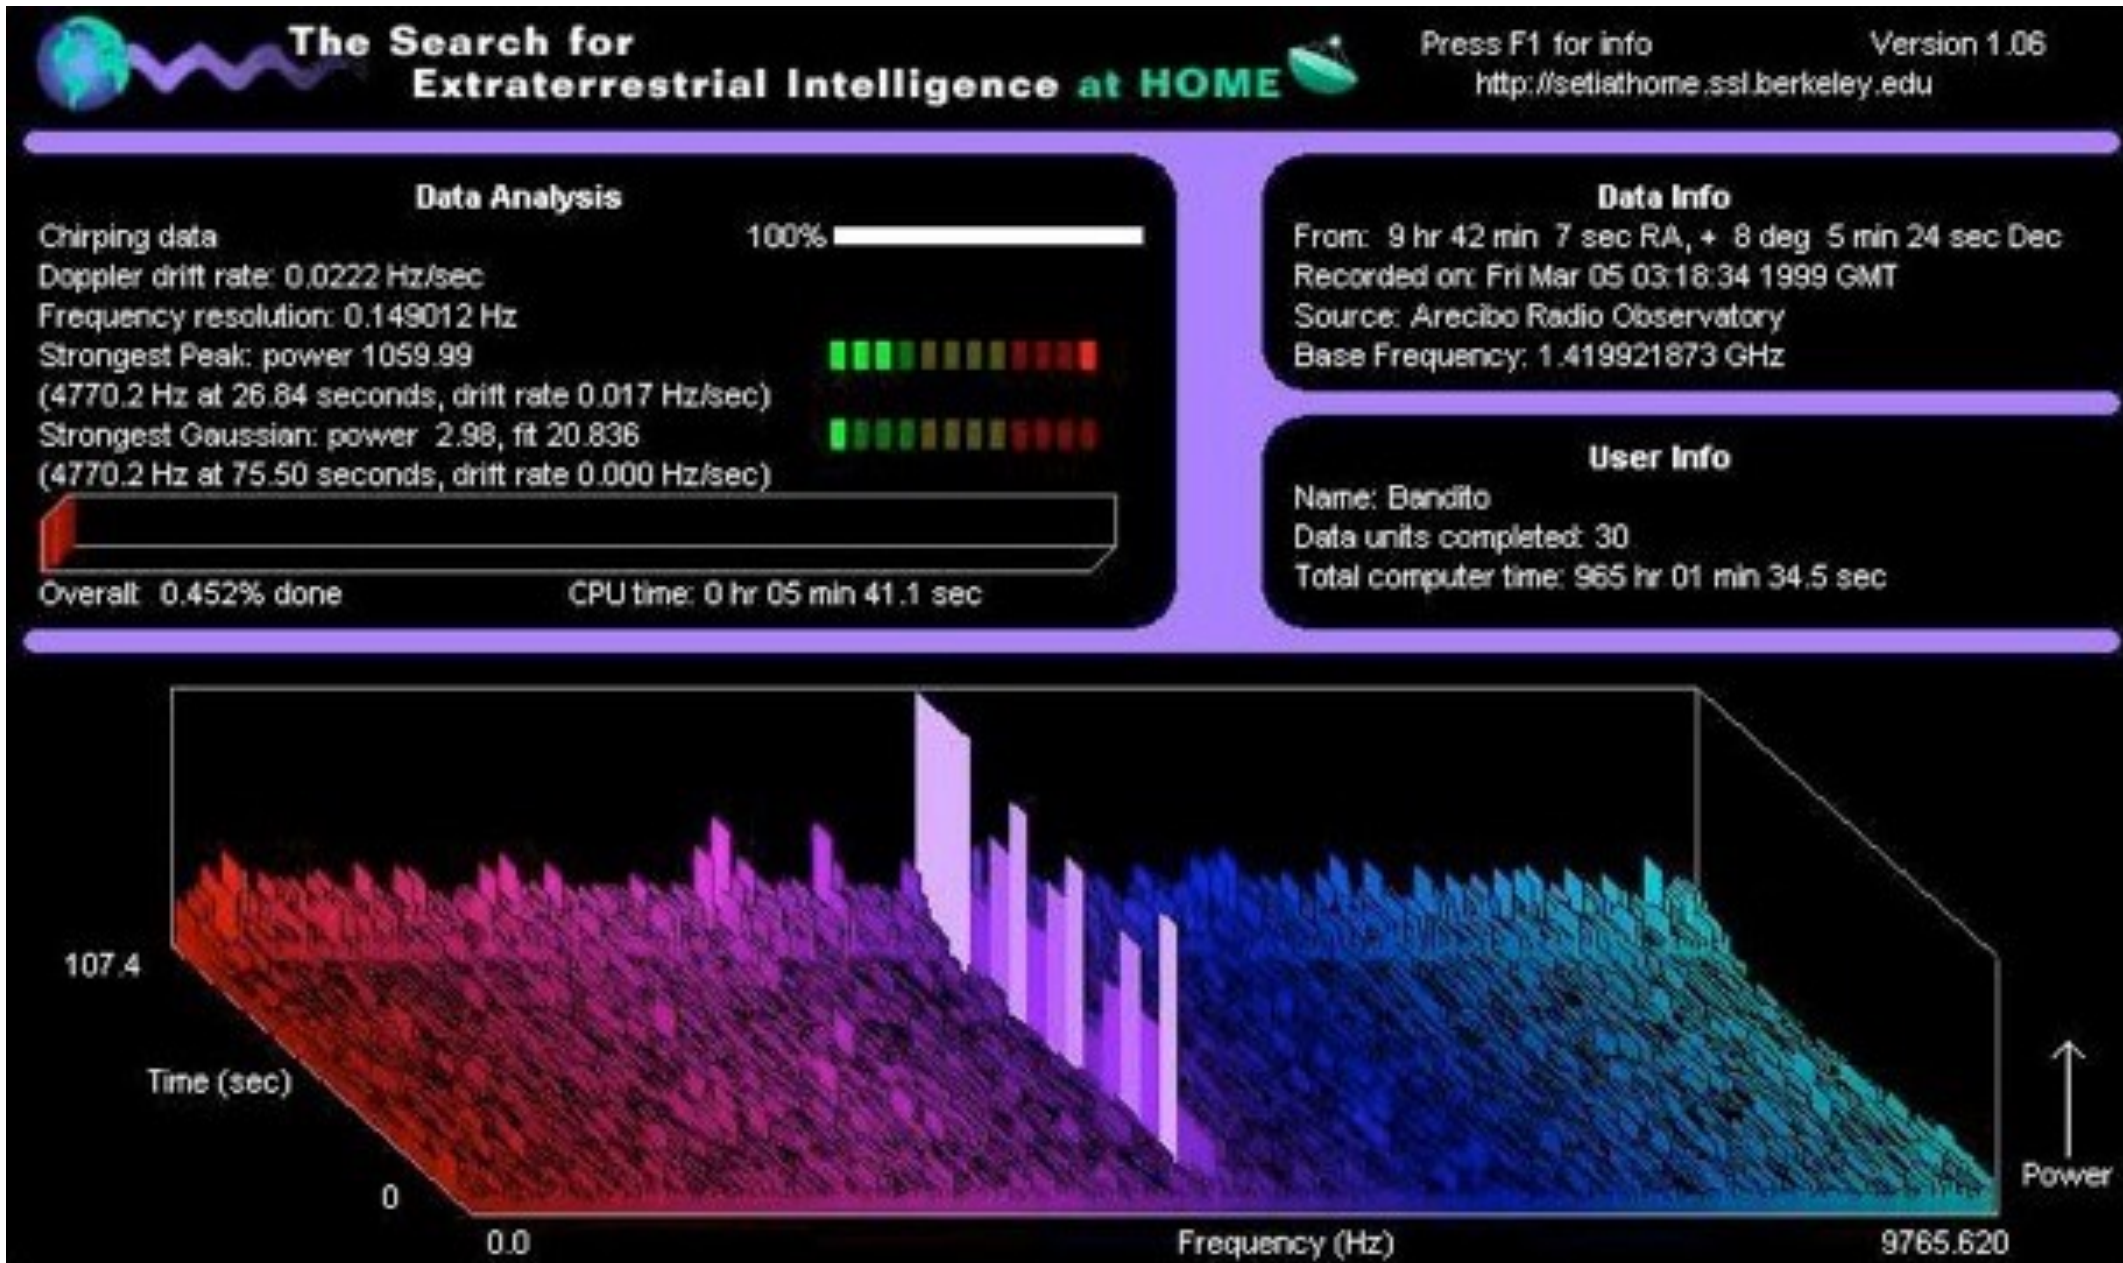 The Search for
Extraterrestrial Intelligence at HOME
Press F1 for info Version 1.06
http://setiathome.ssl.berkeley.edu
Data Analysis
Chirping data 100%
Doppler drift rate: 0.0222 Hz/sec
Frequency resolution: 0.149012 Hz
Strongest Peak: power 1059.99
(4770.2 Hz at 26.84 seconds, drift rate 0.017 Hz/sec)
Strongest Gaussian: power 2.98, fit 20.836
(4770.2 Hz at 75.50 seconds, drift rate 0.000 Hz/sec)
Overall: 0.452% done CPU time: 0 hr 05 min 41.1 sec
Data Info
From: 9 hr 42 min 7 sec RA, + 8 deg 5 min 24 sec Dec
Recorded on: Fri Mar 05 03:18:34 1999 GMT
Source: Arecibo Radio Observatory
Base Frequency: 1.419921873 GHz
User Info
Name: Bandito
Data units completed: 30
Total computer time: 965 hr 01 min 34.5 sec
107.4
Time (sec)
0
Power
0.0 Frequency (Hz) 9765.620